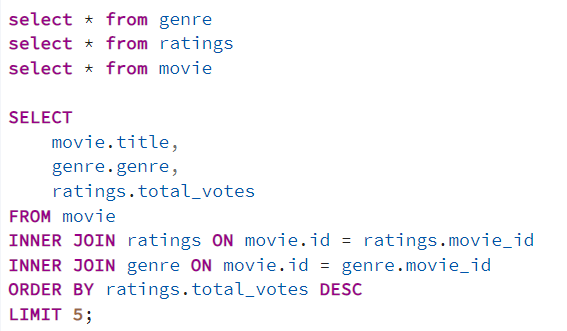 select * from genre
select * from ratings
select * from movie
SELECT
movie.title,
genre.genre,
ratings.total_votes
FROM movie
INNER JOIN ratings ON movie.id = ratings.movie_id
INNER JOIN genre ON movie.id = genre.movie_id
ORDER BY ratings.total_votes DESC
LIMIT 5;